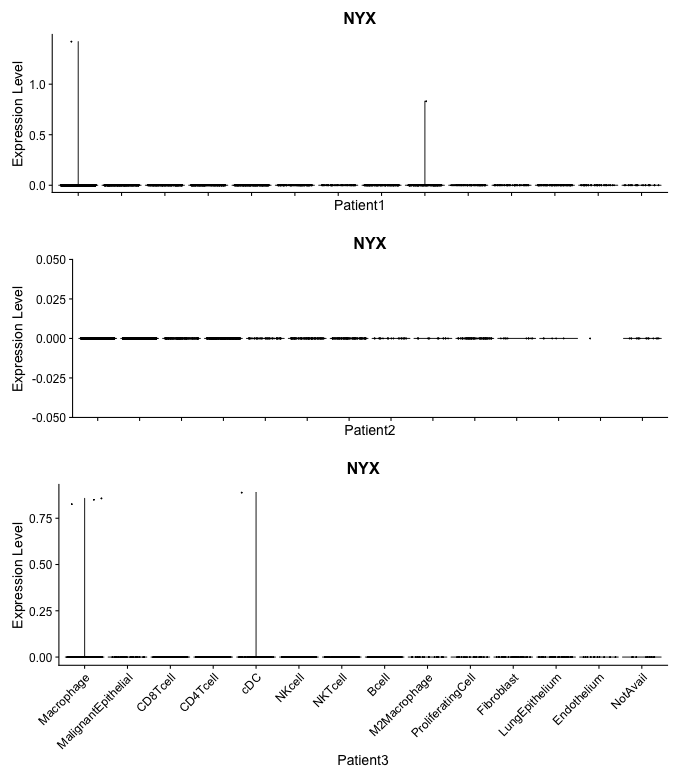 NYX
Expression Level
1.0
0.5
0.0
Patient1
NYX
Expression Level
0.050
0.025
0.000
-0.025
-0.050
Patient2
NYX
Expression Level
0.75
0.50
0.25
0.00
Macrophage
MalignantEpithelial
CD8Tcell
CD4Tcell
cDC
NKcell
NKTcell
Bcell
M2Macrophage
ProliferatingCell
Fibroblast
LungEpithelium
Endothelium
NotAvail
Patient3